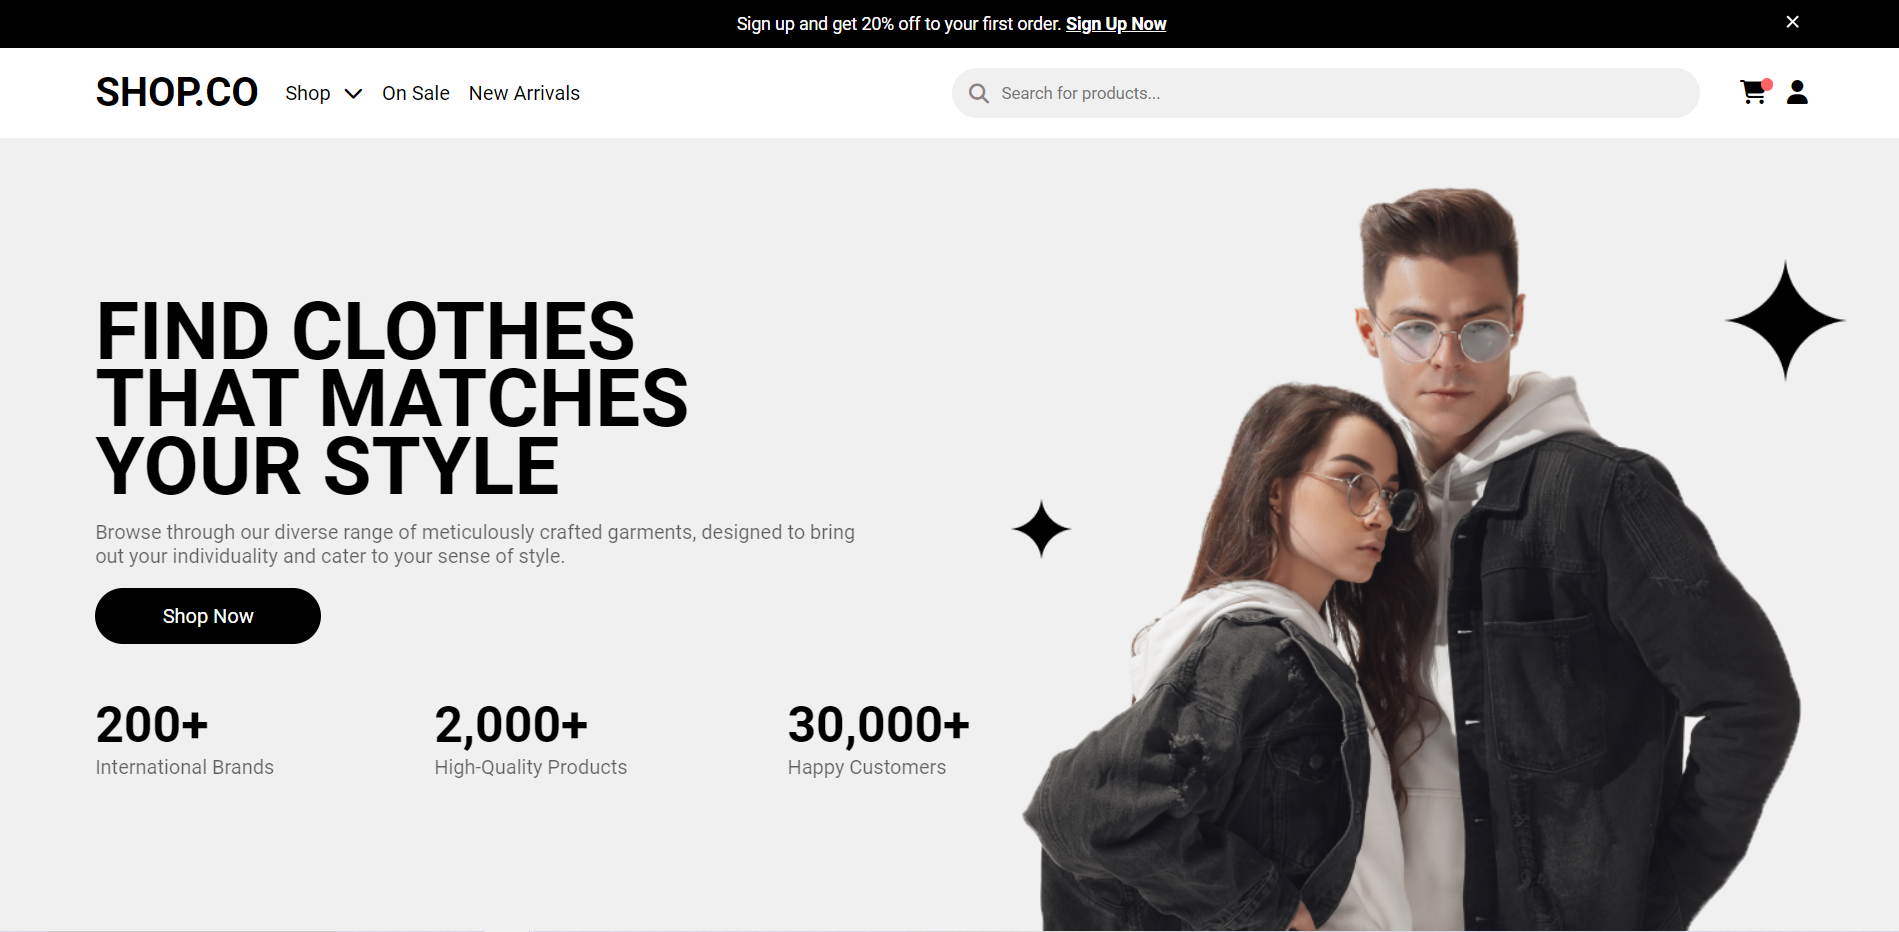 Sign up and get 20% off to your first order. Sign Up Now
SHOP.CO
Shop
On Sale
New Arrivals
Search for products...
FIND CLOTHES
THAT MATCHES
YOUR STYLE
Browse through our diverse range of meticulously crafted garments, designed to bring
out your individuality and cater to your sense of style.
Shop Now
200+
International Brands
2,000+
High-Quality Products
30,000+
Happy Customers